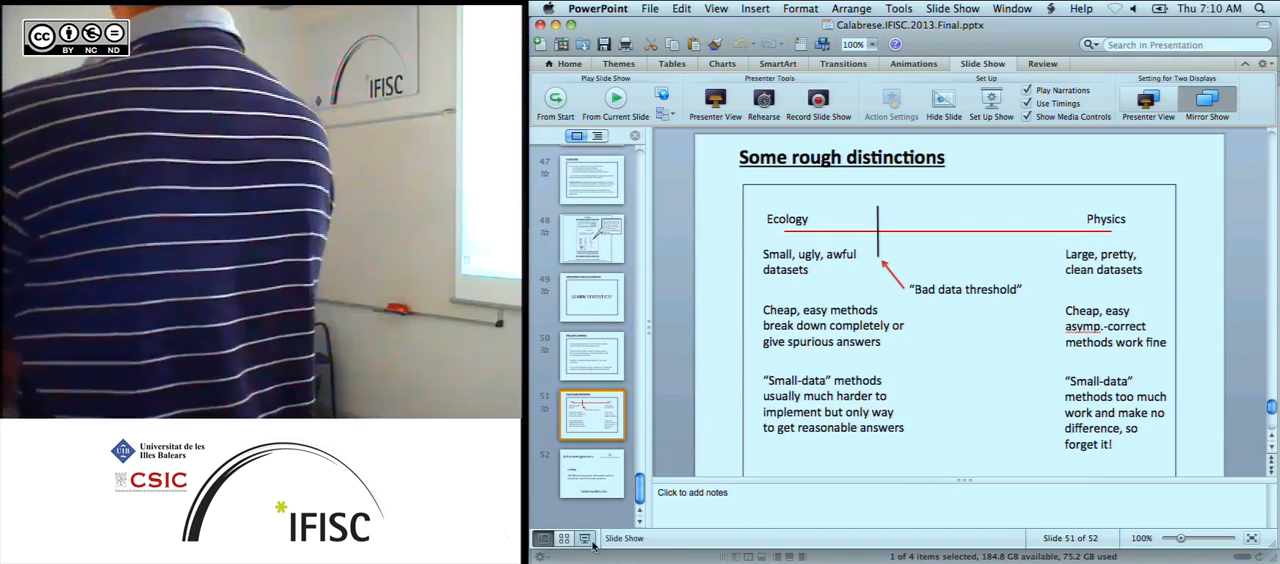 cc
BY NC ND
IFISC
Universitat de les
Illes Balears
UIB
CSIC
*IFISC
PowerPoint File Edit View Insert Format Arrange Tools Slide Show Window Help Thu 7:10 AM
Calabrese.IFISC.2013.Final.pptx
100%
Search in Presentation
Home Themes Tables Charts SmartArt Transitions Animations Slide Show Review
Play Slide Show Presenter Tools Set Up Setting for Two Displays
From Start From Current Slide Presenter View Rehearse Record Slide Show Action Settings Hide Slide Set Up Show
Play Narrations
Use Timings
Show Media Controls
Presenter View Mirror Show
47
48
49
LEARN STATISTICS!
50
51
52
Some rough distinctions
Ecology Physics
Small, ugly, awful
datasets
Large, pretty,
clean datasets
“Bad data threshold”
Cheap, easy methods
break down completely or
give spurious answers
Cheap, easy
asymp.-correct
methods work fine
“Small-data” methods
usually much harder to
implement but only way
to get reasonable answers
“Small-data”
methods too much
work and make no
difference, so
forget it!
Click to add notes
Slide Show
Slide 51 of 52
100%
1 of 4 items selected, 184.8 GB available, 75.2 GB used